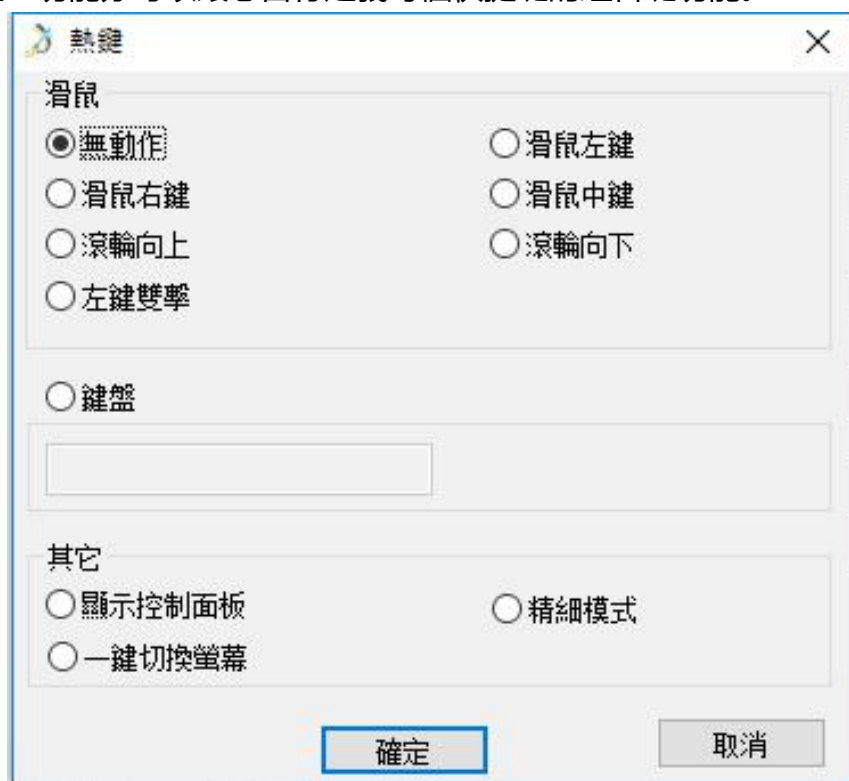 熱鍵
滑鼠
無動作 滑鼠左鍵
滑鼠右鍵 滑鼠中鍵
滾輪向上 滾輪向下
左鍵雙擊
鍵盤
其它
顯示控制面板 精細模式
一鍵切換螢幕
確定 取消